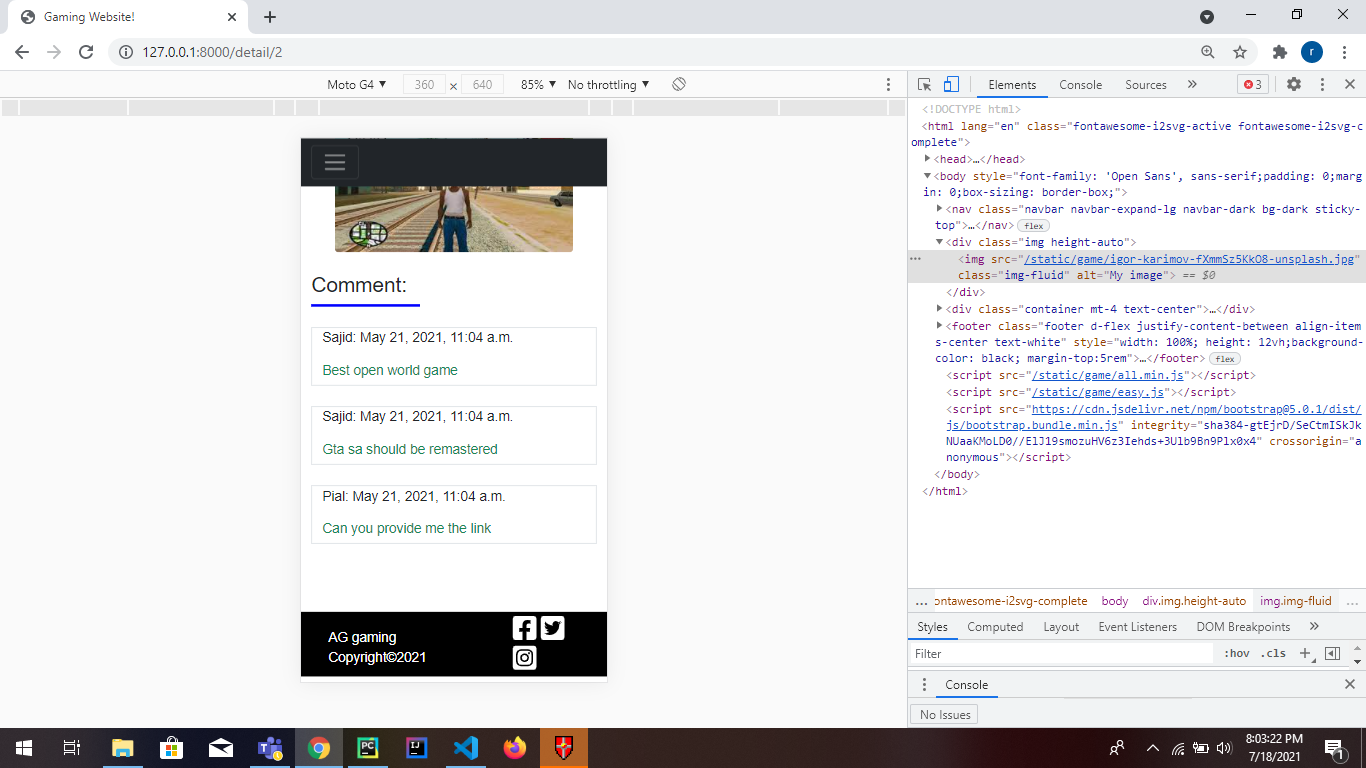 Gaming Website!
127.0.0.1:8000/detail/2
r
Moto G4 ▼ 360 × 640 85% ▼ No throttling ▼
Comment:
Sajid: May 21, 2021, 11:04 a.m.
Best open world game
Sajid: May 21, 2021, 11:04 a.m.
Gta sa should be remastered
Pial: May 21, 2021, 11:04 a.m.
Can you provide me the link
AG gaming
Copyright©2021
Elements Console Sources » 3
<!DOCTYPE html>
<html lang="en" class="fontawesome-i2svg-active fontawesome-i2svg-c
omplete">
<head>…</head>
<body style="font-family: 'Open Sans', sans-serif;padding: 0;marg
in: 0;box-sizing: border-box;">
<nav class="navbar navbar-expand-lg navbar-dark bg-dark sticky-
top">…</nav> flex
<div class="img height-auto">
… <img src="/static/game/igor-karimov-fXmmSz5KkO8-unsplash.jpg"
class="img-fluid" alt="My image"> == $0
</div>
<div class="container mt-4 text-center">…</div>
<footer class="footer d-flex justify-content-between align-item
s-center text-white" style="width: 100%; height: 12vh;background-
color: black; margin-top:5rem">…</footer> flex
<script src="/static/game/all.min.js"></script>
<script src="/static/game/easy.js"></script>
<script src="https://cdn.jsdelivr.net/npm/bootstrap@5.0.1/dist/
js/bootstrap.bundle.min.js" integrity="sha384-gtEjrD/SeCtmISkJk
NUaaKMoLD0//ElJ19smozuHV6z3Iehds+3Ulb9Bn9Plx0x4" crossorigin="a
nonymous"></script>
</body>
</html>
… ontawesome-i2svg-complete body div.img.height-auto img.img-fluid …
Styles Computed Layout Event Listeners DOM Breakpoints »
Filter :hov .cls +
Console
No Issues
PC IJ
8:03:22 PM
7/18/2021
1